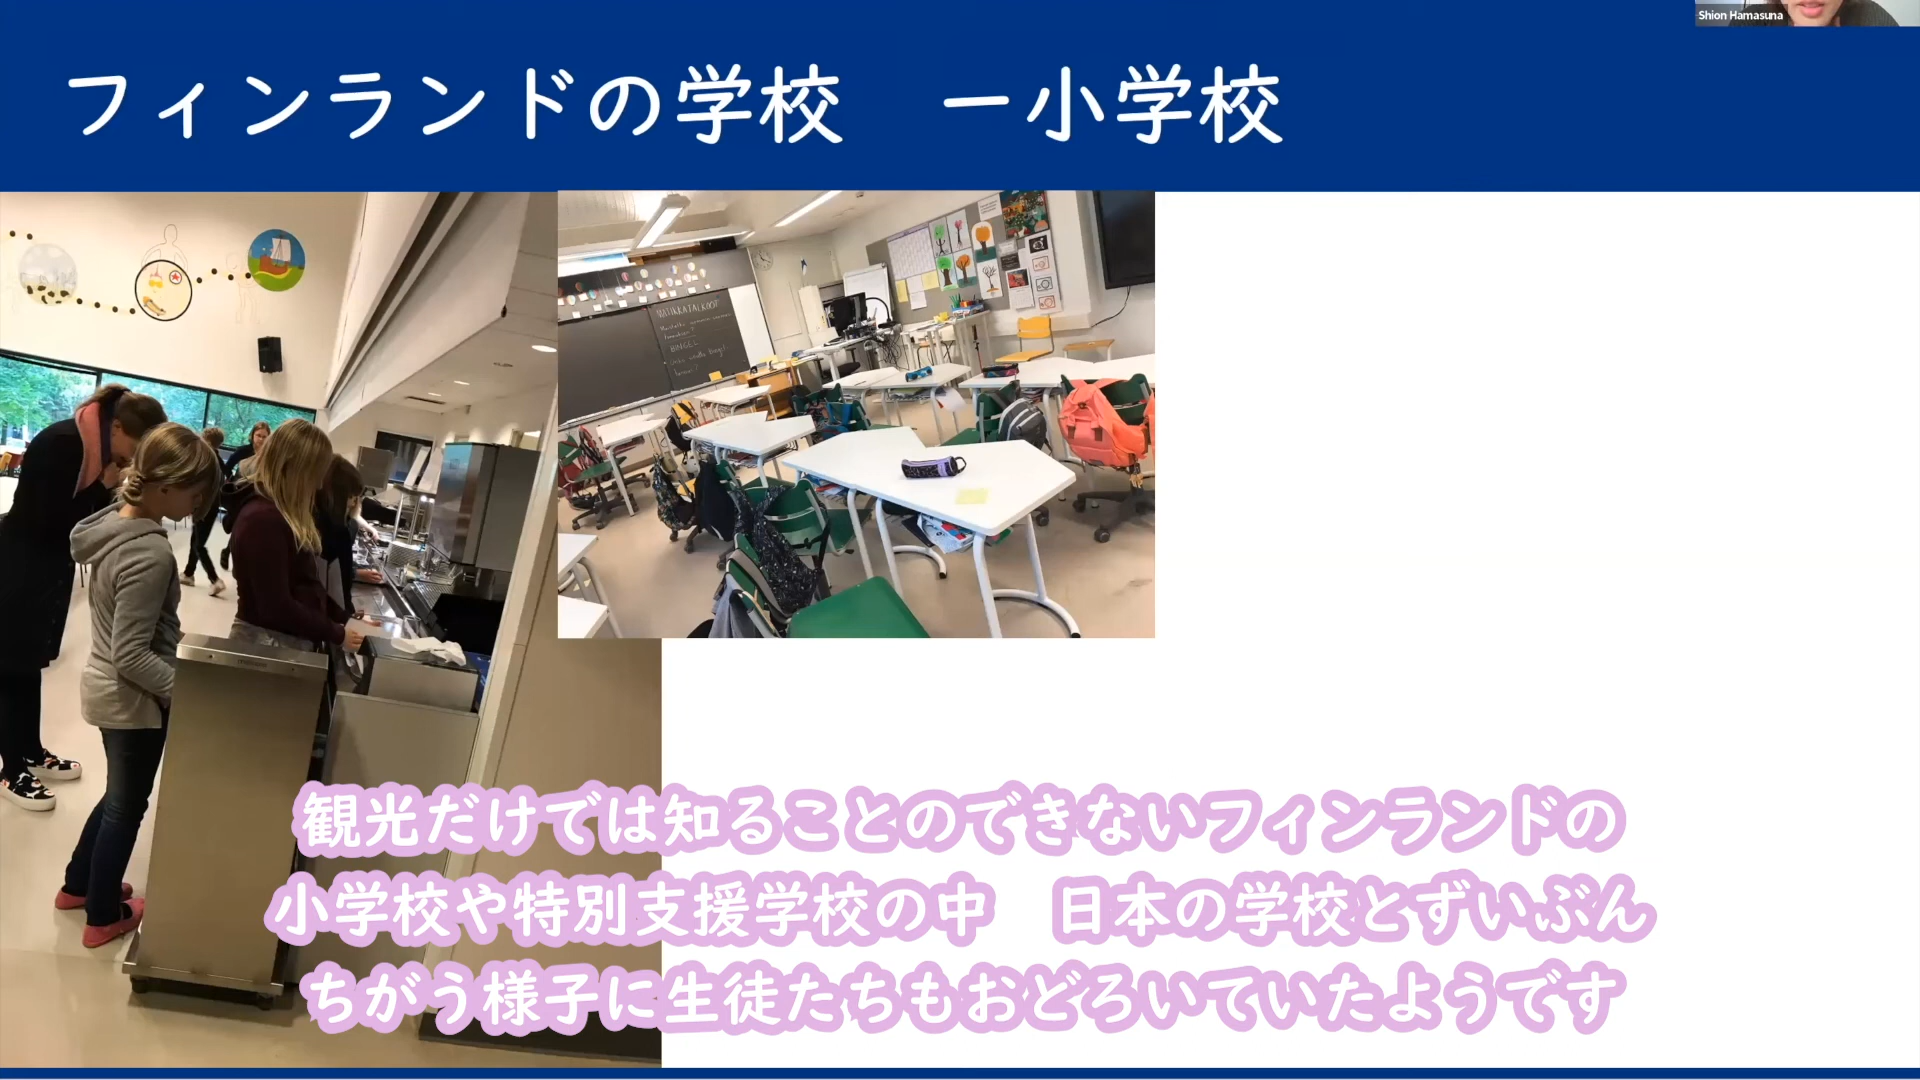 Shion Hamasuna
フィンランドの学校　ー小学校
MATIIKKATALKOOT
BINGEL
観光だけでは知ることのできないフィンランドの
小学校や特別支援学校の中　日本の学校とずいぶん
ちがう様子に生徒たちもおどろいていたようです